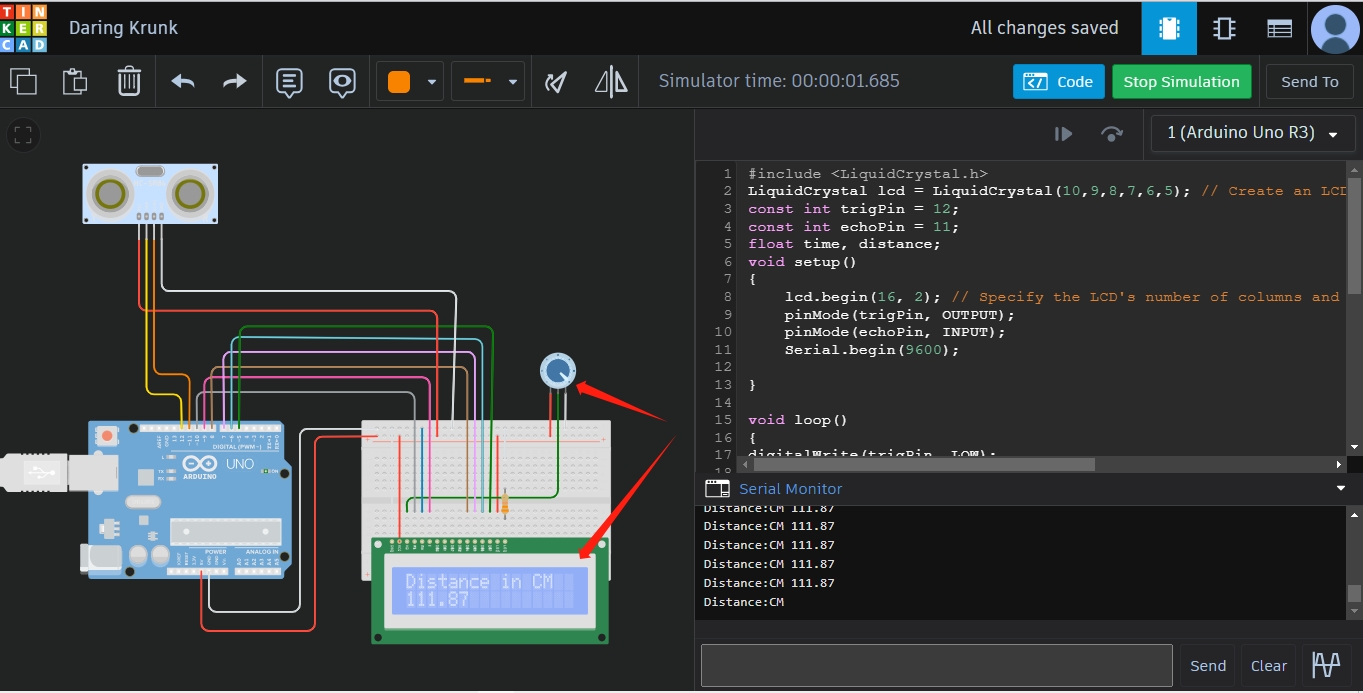 TIN
KER
CAD
Daring Krunk
All changes saved
Simulator time: 00:00:01.685
Code
Stop Simulation
Send To
1 (Arduino Uno R3)
1 #include <LiquidCrystal.h>
2 LiquidCrystal lcd = LiquidCrystal(10,9,8,7,6,5); // Create an LCD
3 const int trigPin = 12;
4 const int echoPin = 11;
5 float time, distance;
6 void setup()
7 {
8 lcd.begin(16, 2); // Specify the LCD's number of columns and
9 pinMode(trigPin, OUTPUT);
10 pinMode(echoPin, INPUT);
11 Serial.begin(9600);
12
13 }
14
15 void loop()
16 {
17 digitalWrite(trigPin, LOW);
18
Serial Monitor
Distance:CM 111.87
Distance:CM 111.87
Distance:CM 111.87
Distance:CM 111.87
Distance:CM 111.87
Distance:CM
Send
Clear
DIGITAL (PWM~)
UNO
ARDUINO
ON
TX
RX
L
POWER
ANALOG IN
Distance in CM
111.87